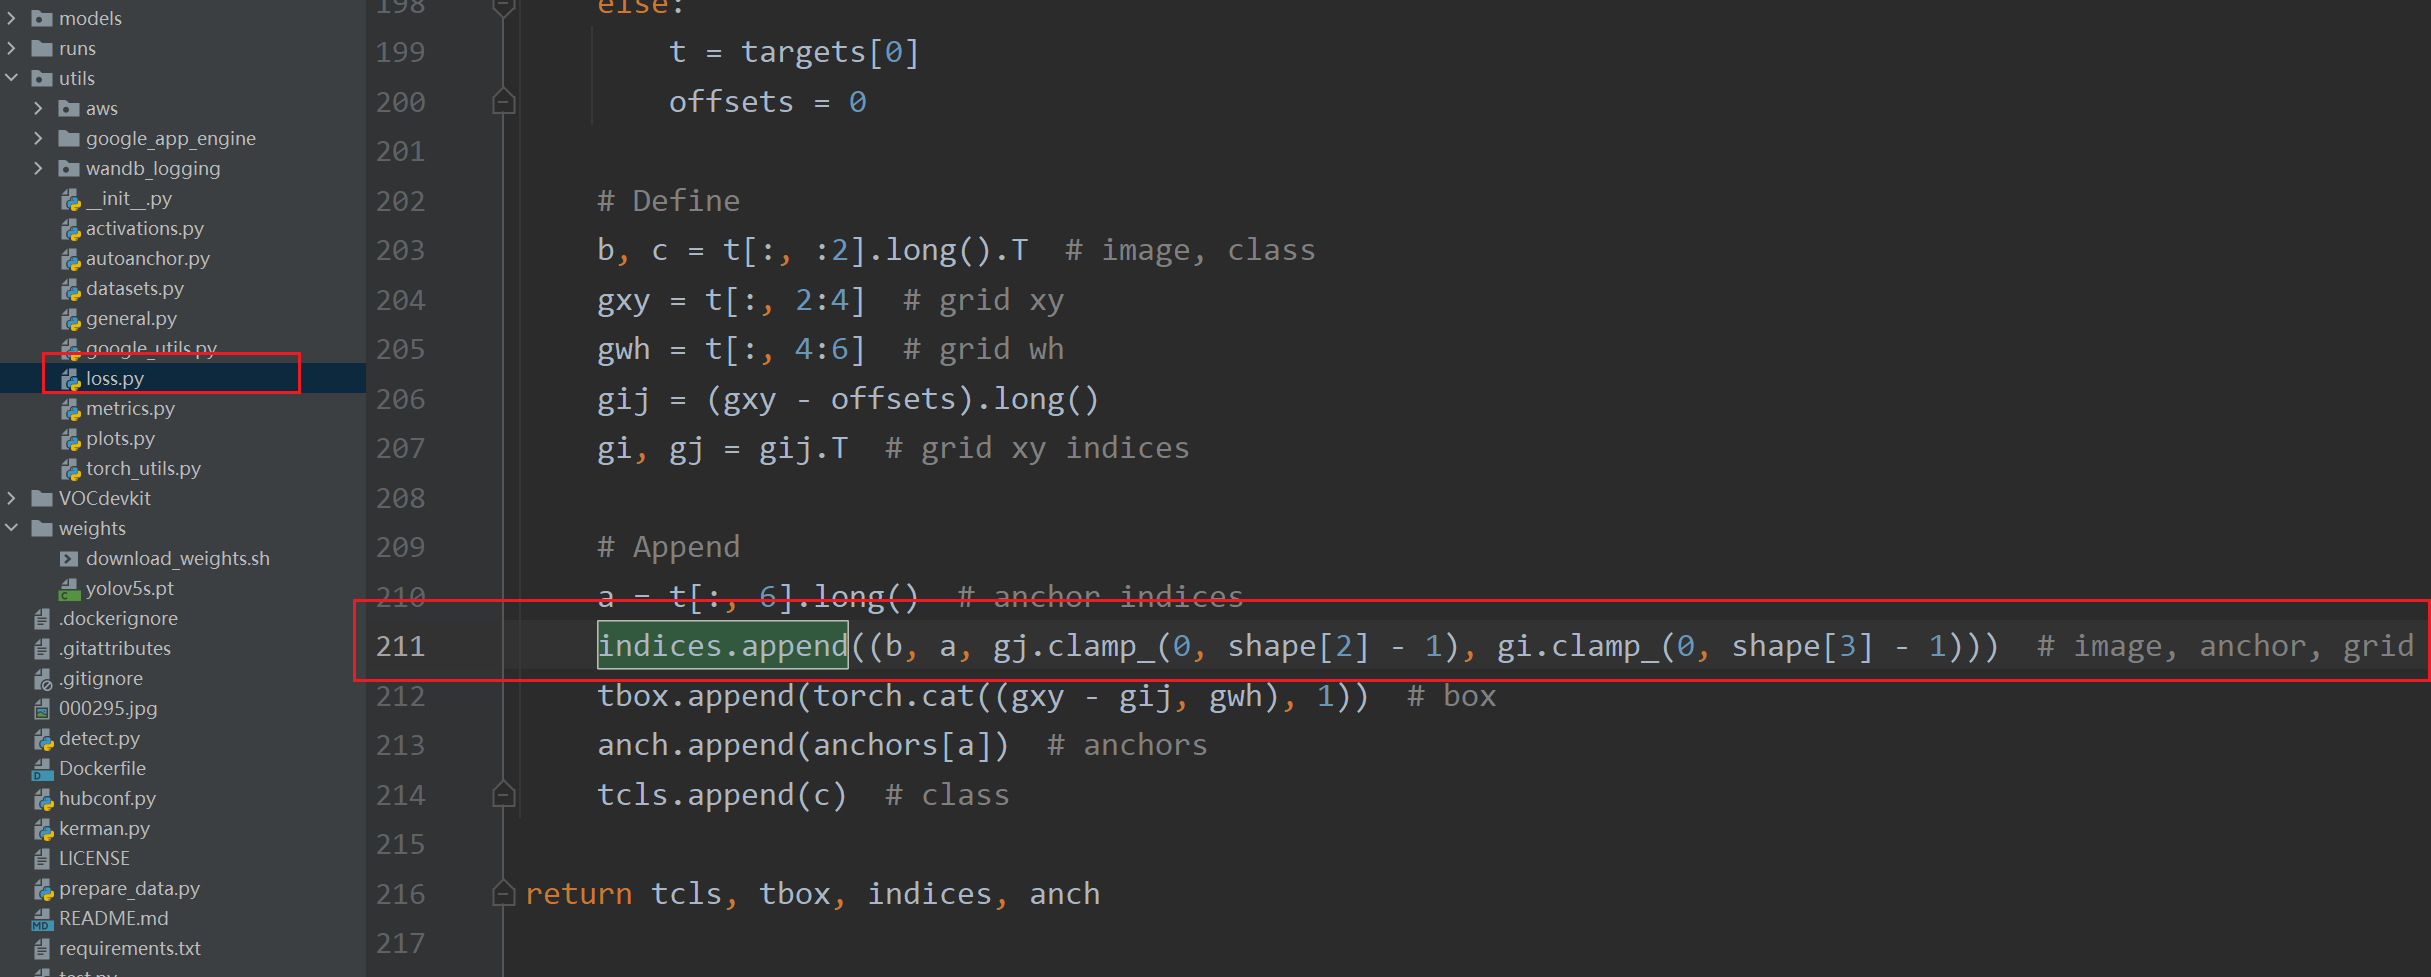 models
runs
utils
aws
google_app_engine
wandb_logging
__init__.py
activations.py
autoanchor.py
datasets.py
general.py
google_utils.py
loss.py
metrics.py
plots.py
torch_utils.py
VOCdevkit
weights
download_weights.sh
yolov5s.pt
.dockerignore
.gitattributes
.gitignore
000295.jpg
detect.py
Dockerfile
hubconf.py
kerman.py
LICENSE
prepare_data.py
README.md
requirements.txt
test.py
198 else:
199 t = targets[0]
200 offsets = 0
201
202 # Define
203 b, c = t[:, :2].long().T # image, class
204 gxy = t[:, 2:4] # grid xy
205 gwh = t[:, 4:6] # grid wh
206 gij = (gxy - offsets).long()
207 gi, gj = gij.T # grid xy indices
208
209 # Append
210 a = t[:, 6].long() # anchor indices
211 indices.append((b, a, gj.clamp_(0, shape[2] - 1), gi.clamp_(0, shape[3] - 1))) # image, anchor, grid
212 tbox.append(torch.cat((gxy - gij, gwh), 1)) # box
213 anch.append(anchors[a]) # anchors
214 tcls.append(c) # class
215
216 return tcls, tbox, indices, anch
217